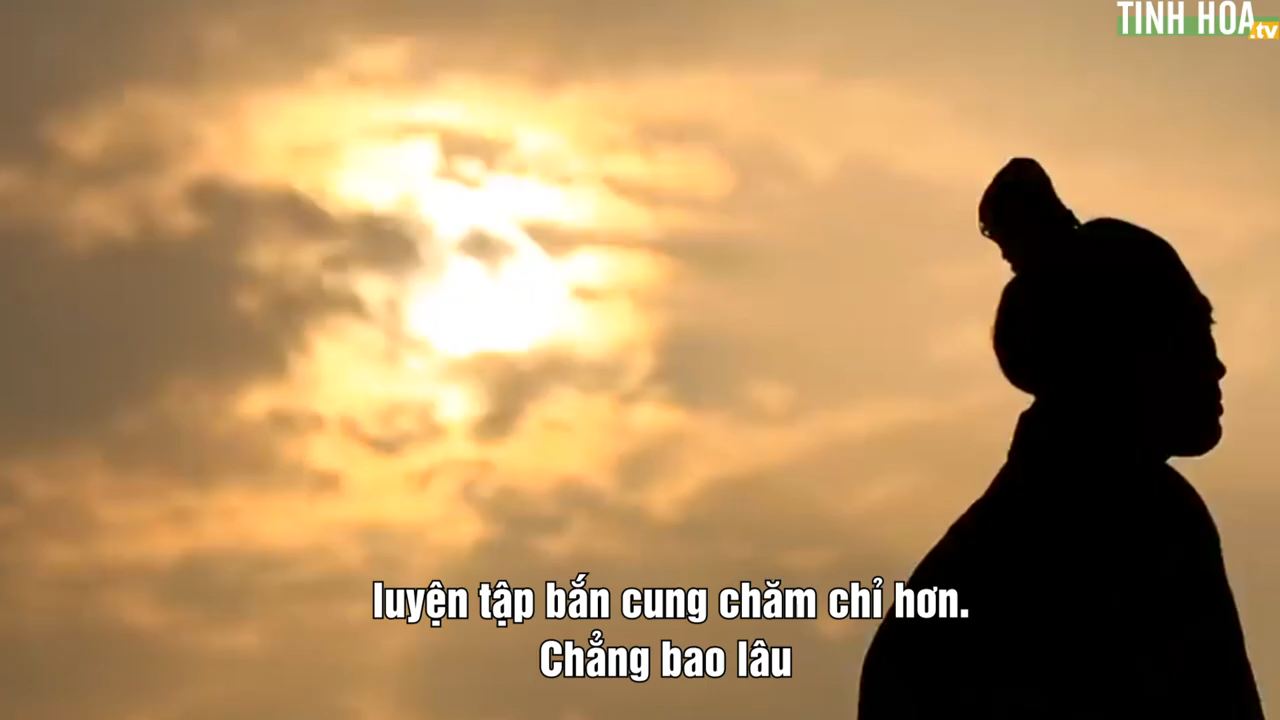 TINH HOA
.tv
luyện tập bắn cung chăm chỉ hơn.
Chẳng bao lâu